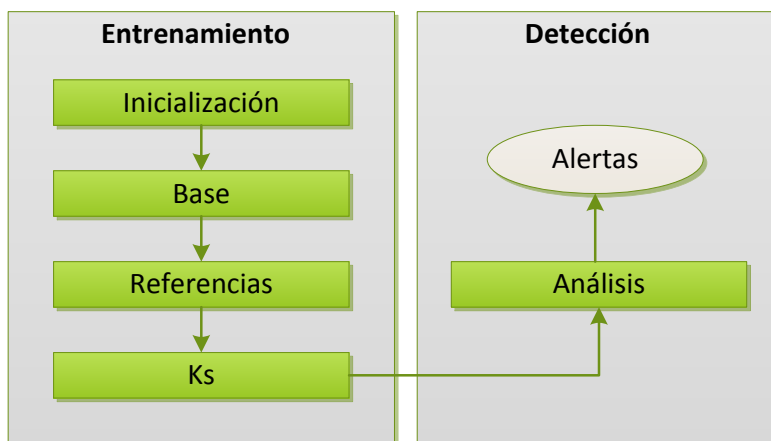 Entrenamiento
Inicialización
Base
Referencias
Ks
Detección
Alertas
Análisis